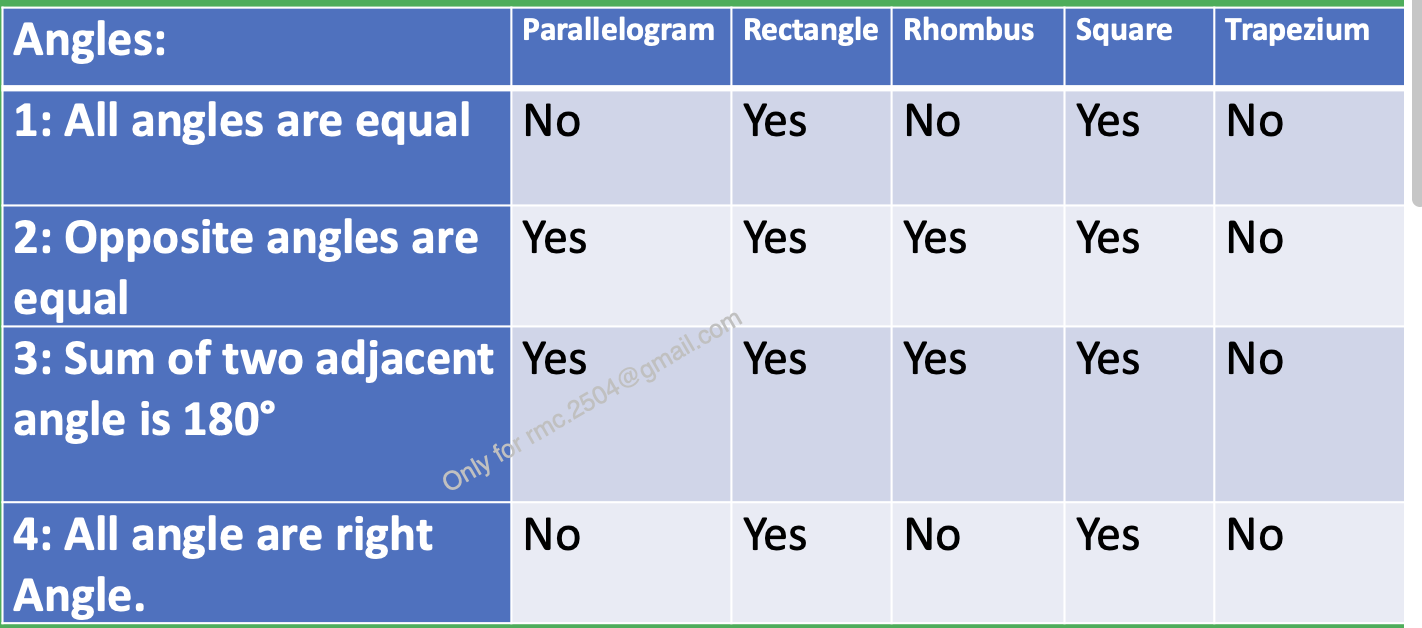 Angles: Parallelogram Rectangle Rhombus Square Trapezium
1: All angles are equal No Yes No Yes No
2: Opposite angles are Yes Yes Yes Yes No
equal
3: Sum of two adjacent Yes Yes Yes Yes No
angle is 180°
4: All angle are right No Yes No Yes No
Angle.
Only for rmc.2504@gmail.com